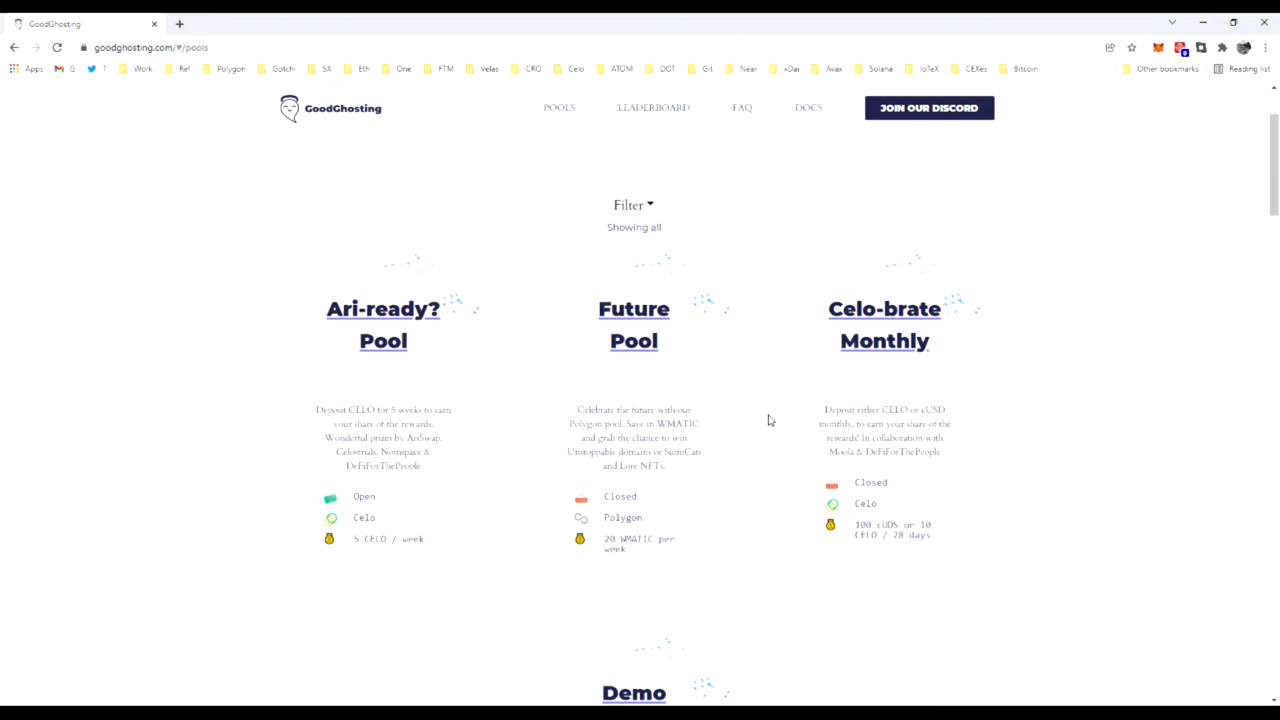 GoodGhosting
goodghosting.com/#/pools
Apps G T Work Ref Polygon Gotchi SX Eth One FTM CRO Celo ATOM DOT Git Near xDai Avax Solana IoTeX CEXes Bitcoin Other bookmarks Reading list
GoodGhosting POOLS LEADERBOARD FAQ DOCS JOIN OUR DISCORD
Filter
Showing all
Ari-ready?
Pool
Deposit CELO for 5 weeks to earn
your share of the rewards.
Wonderful prizes by AriSwap,
Celostrials, Nomspace &
DeFiForThePeople
Open
Celo
5 CELO / week
Future
Pool
Celebrate the future with our
Polygon pool. Save in WMATIC
and grab the chance to win
Unstoppable domains or SumiCats
and Lore NFTs.
Closed
Polygon
20 WMATIC per
week
Celo-brate
Monthly
Deposit either CELO or cUSD
monthly, to earn your share of the
rewards! In collaboration with
Moola & DeFiForThePeople
Closed
Celo
100 cUDS or 10
CELO / 28 days
Demo